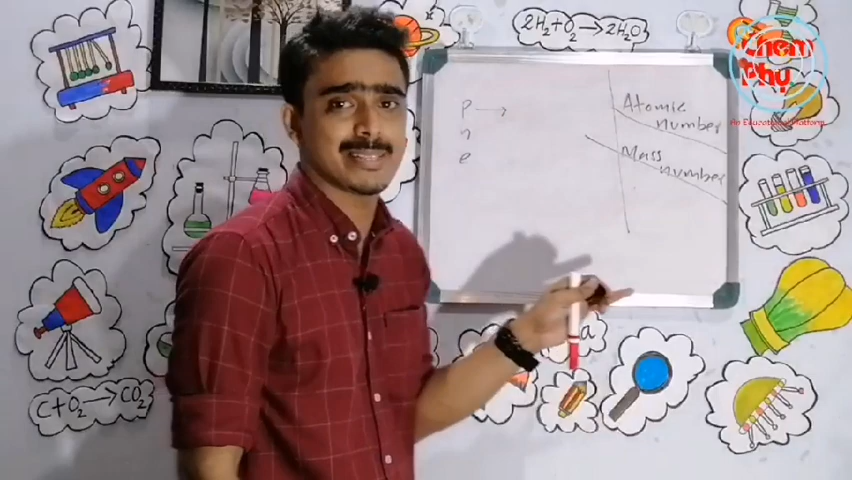 2H₂+O₂→2H₂O
Chem
Phy
An Educational Platform
P →
n
e
Atomic
number
Mass
number
C+O₂→CO₂